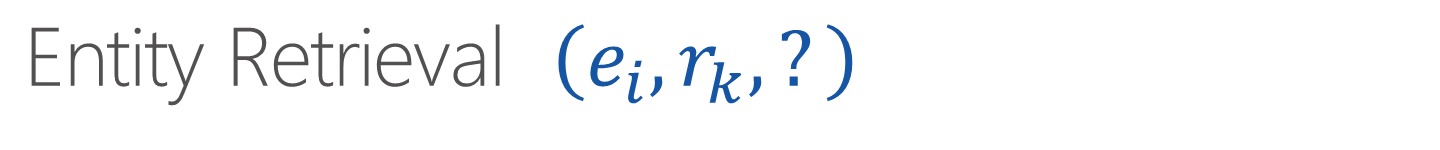 Entity Retrieval (e_i, r_k, ?)